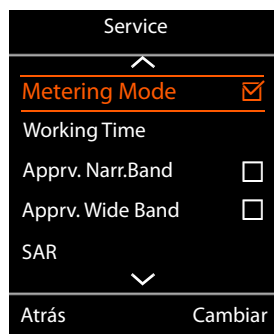 Service
Metering Mode
Working Time
Apprv. Narr.Band
Apprv. Wide Band
SAR
Atrás Cambiar